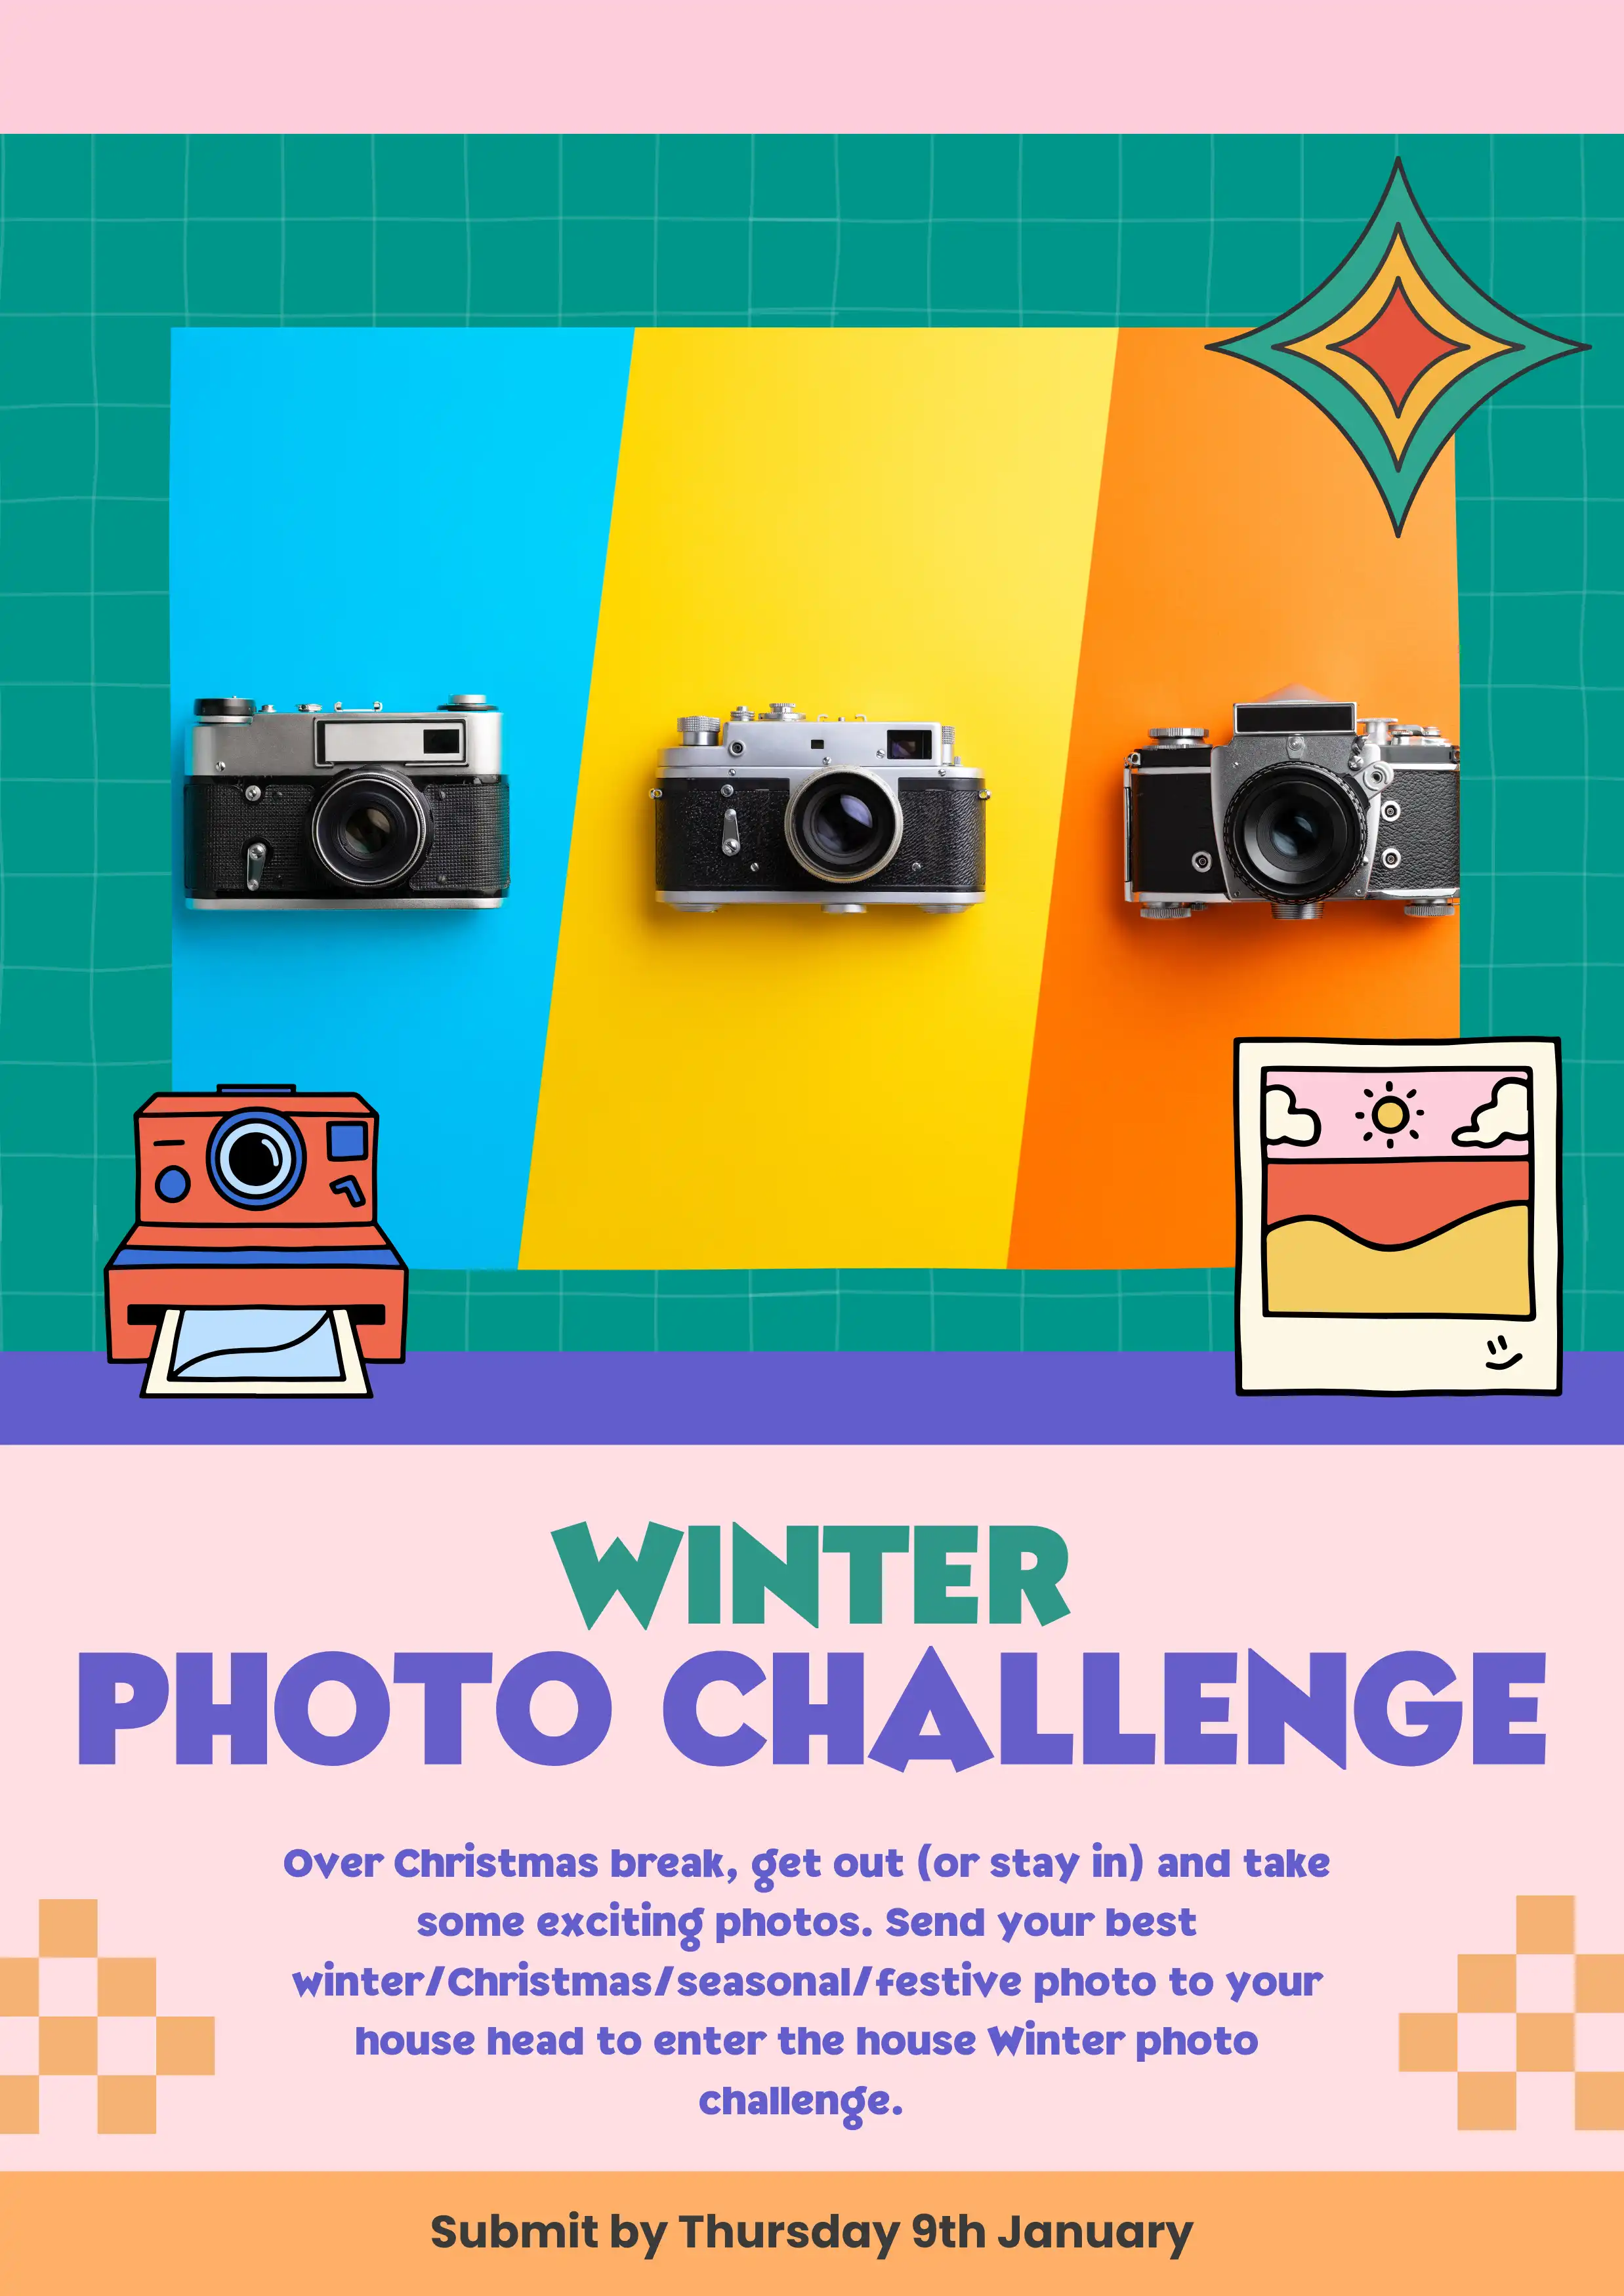 WINTER
PHOTO CHALLENGE
Over Christmas break, get out (or stay in) and take
some exciting photos. Send your best
winter/Christmas/seasonal/festive photo to your
house head to enter the house Winter photo
challenge.
Submit by Thursday 9th January